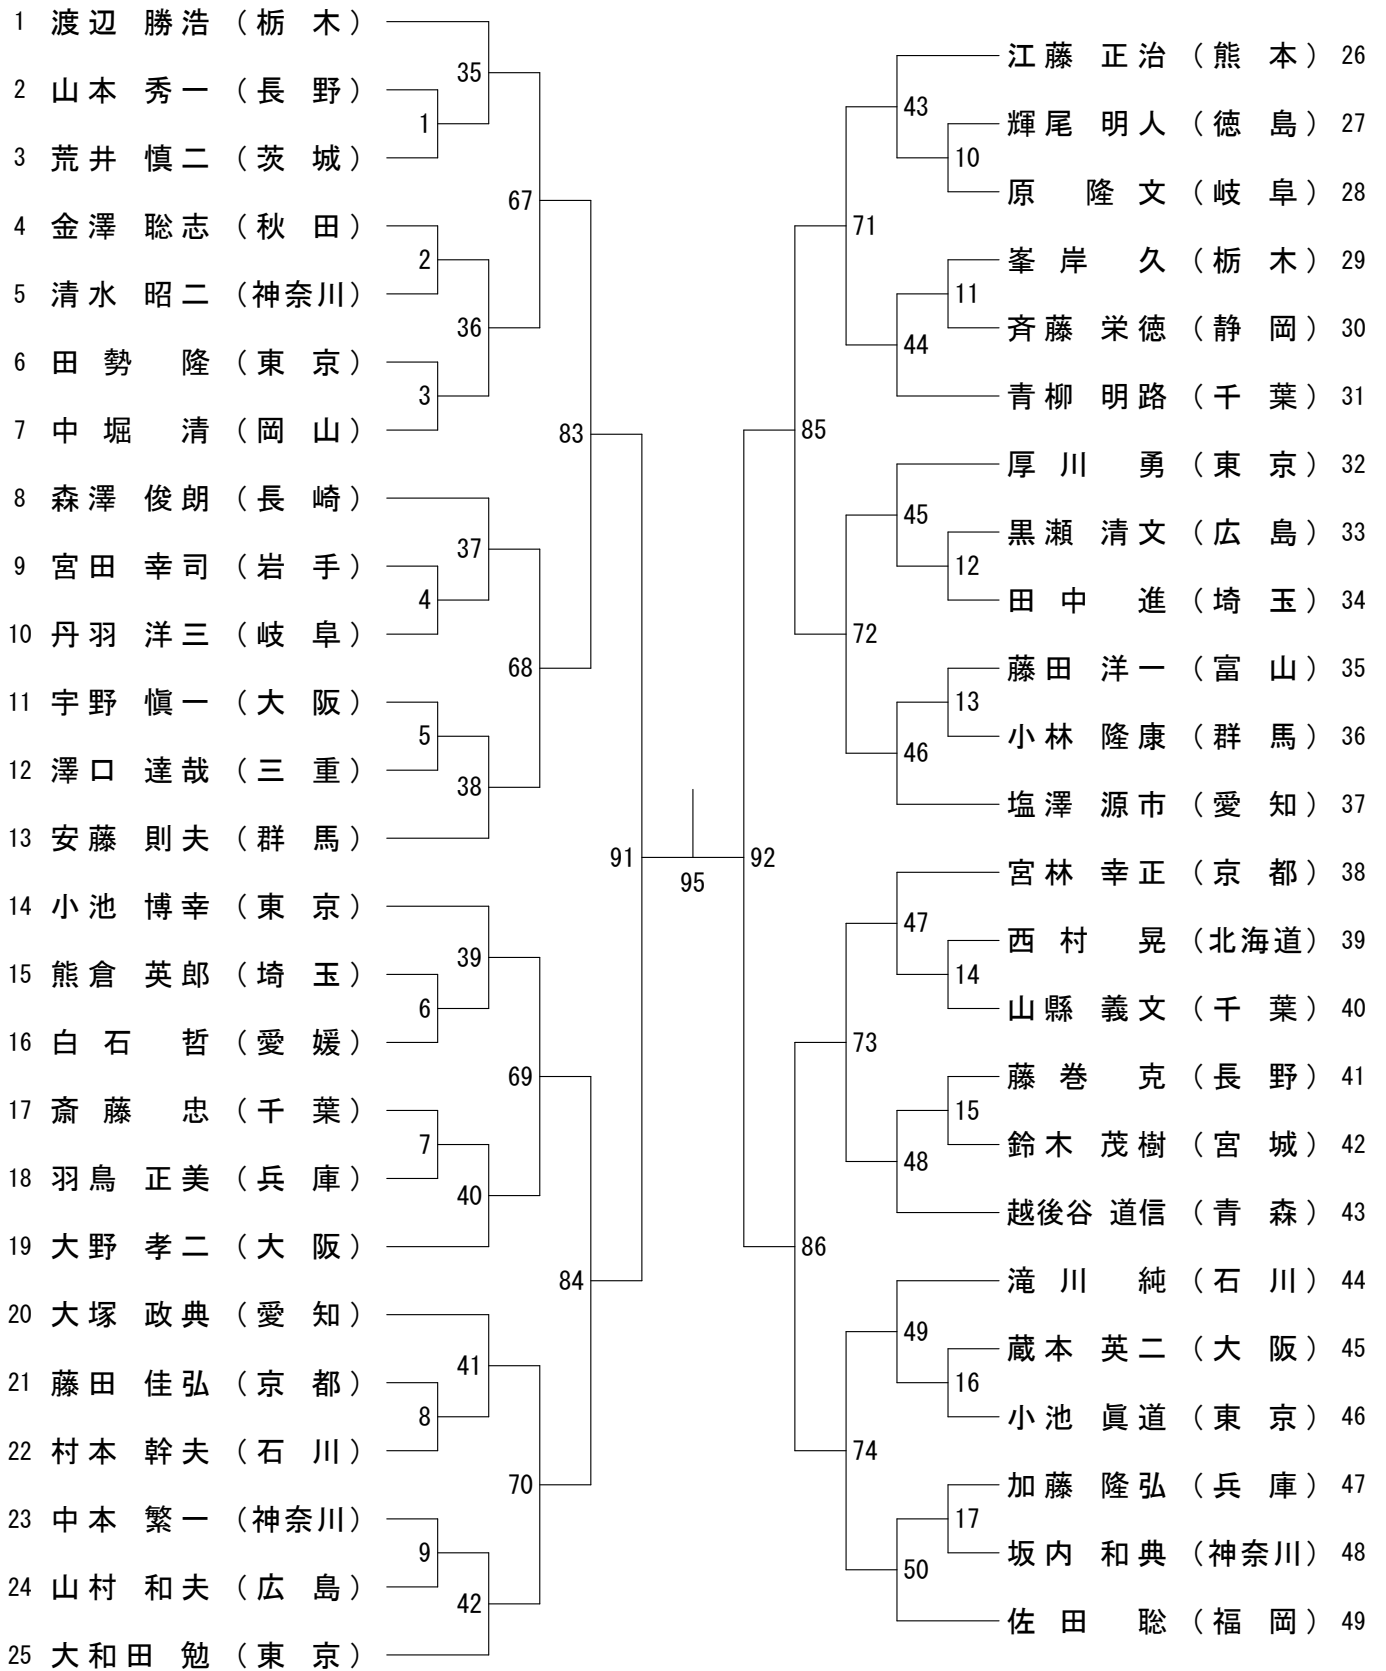 1 渡辺 勝浩 (栃木)
2 山本 秀一 (長野)
3 荒井 慎二 (茨城)
4 金澤 聡志 (秋田)
5 清水 昭二 (神奈川)
6 田勢 隆 (東京)
7 中堀 清 (岡山)
8 森澤 俊朗 (長崎)
9 宮田 幸司 (岩手)
10 丹羽 洋三 (岐阜)
11 宇野 愼一 (大阪)
12 澤口 達哉 (三重)
13 安藤 則夫 (群馬)
14 小池 博幸 (東京)
15 熊倉 英郎 (埼玉)
16 白石 哲 (愛媛)
17 斎藤 忠 (千葉)
18 羽鳥 正美 (兵庫)
19 大野 孝二 (大阪)
20 大塚 政典 (愛知)
21 藤田 佳弘 (京都)
22 村本 幹夫 (石川)
23 中本 繁一 (神奈川)
24 山村 和夫 (広島)
25 大和田 勉 (東京)
1
2
3
4
5
6
7
8
9
35
36
37
38
39
40
41
42
67
68
69
70
83
84
91
95
92
85
86
71
72
73
74
43
44
45
46
47
48
49
50
10
11
12
13
14
15
16
17
江藤 正治 (熊本) 26
輝尾 明人 (徳島) 27
原 隆文 (岐阜) 28
峯岸 久 (栃木) 29
斉藤 栄徳 (静岡) 30
青柳 明路 (千葉) 31
厚川 勇 (東京) 32
黒瀬 清文 (広島) 33
田中 進 (埼玉) 34
藤田 洋一 (富山) 35
小林 隆康 (群馬) 36
塩澤 源市 (愛知) 37
宮林 幸正 (京都) 38
西村 晃 (北海道) 39
山縣 義文 (千葉) 40
藤巻 克 (長野) 41
鈴木 茂樹 (宮城) 42
越後谷 道信 (青森) 43
滝川 純 (石川) 44
蔵本 英二 (大阪) 45
小池 眞道 (東京) 46
加藤 隆弘 (兵庫) 47
坂内 和典 (神奈川) 48
佐田 聡 (福岡) 49